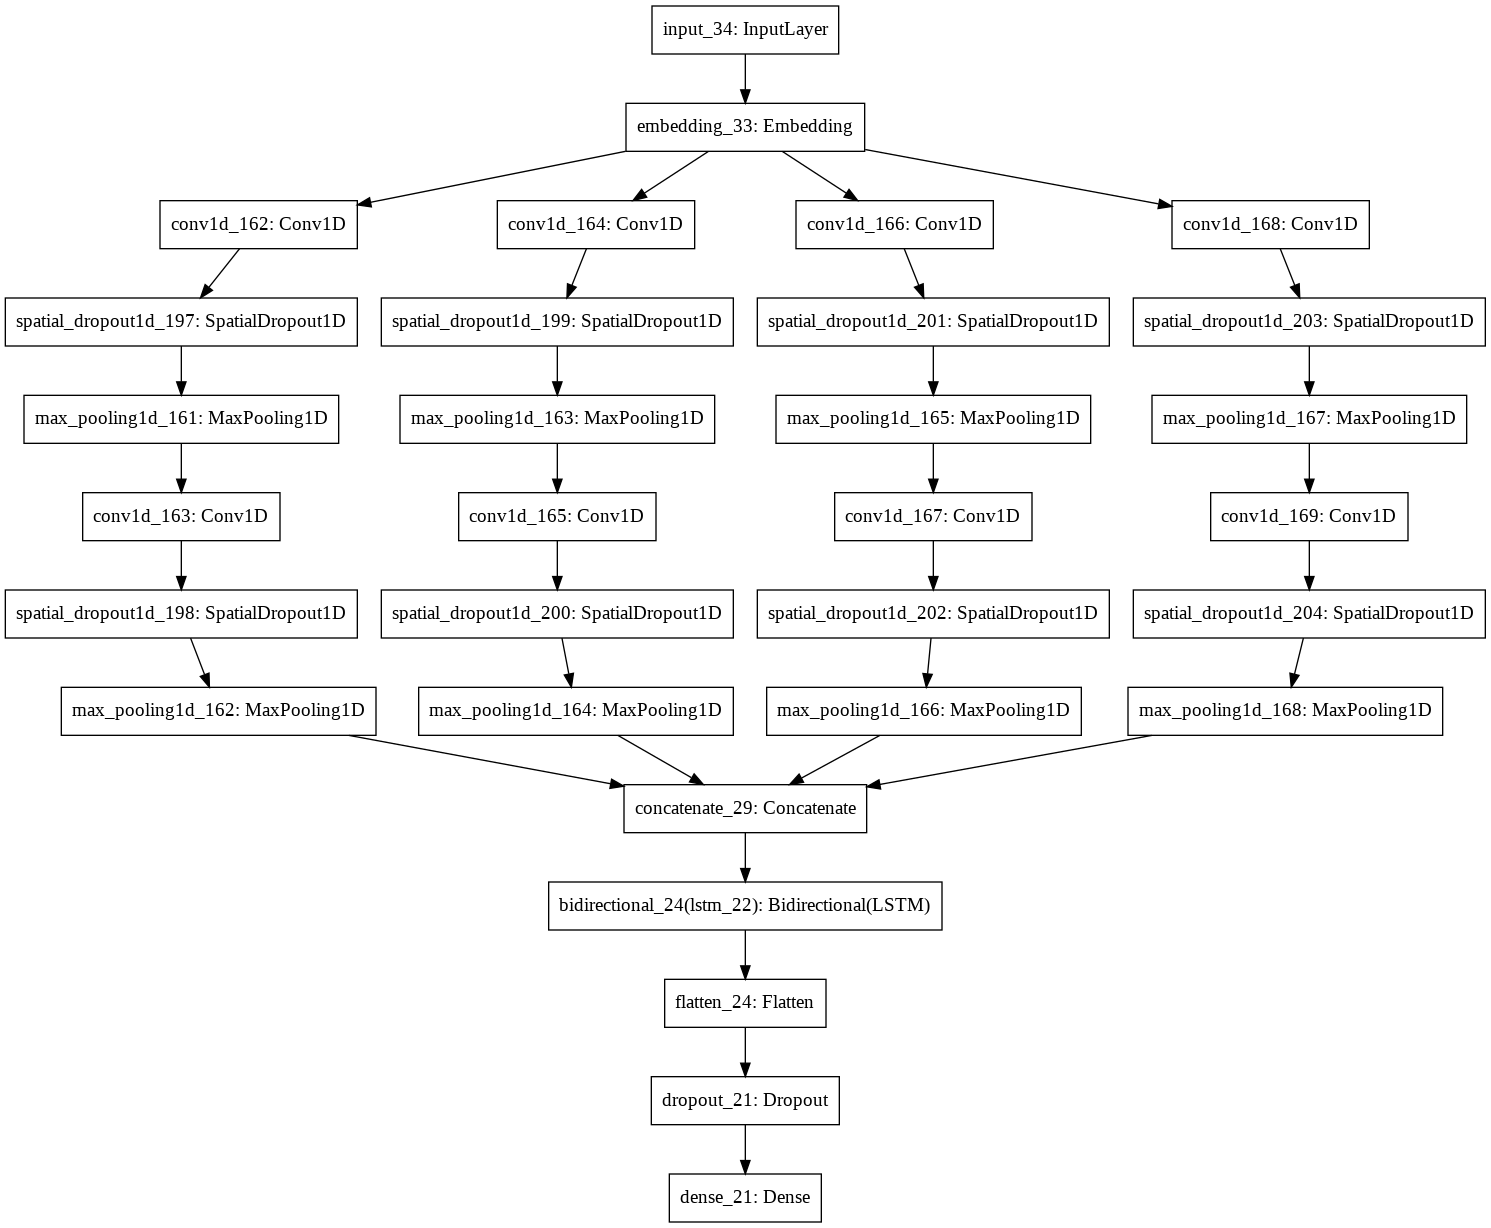 input_34: InputLayer
embedding_33: Embedding
conv1d_162: Conv1D
conv1d_164: Conv1D
conv1d_166: Conv1D
conv1d_168: Conv1D
spatial_dropout1d_197: SpatialDropout1D
spatial_dropout1d_199: SpatialDropout1D
spatial_dropout1d_201: SpatialDropout1D
spatial_dropout1d_203: SpatialDropout1D
max_pooling1d_161: MaxPooling1D
max_pooling1d_163: MaxPooling1D
max_pooling1d_165: MaxPooling1D
max_pooling1d_167: MaxPooling1D
conv1d_163: Conv1D
conv1d_165: Conv1D
conv1d_167: Conv1D
conv1d_169: Conv1D
spatial_dropout1d_198: SpatialDropout1D
spatial_dropout1d_200: SpatialDropout1D
spatial_dropout1d_202: SpatialDropout1D
spatial_dropout1d_204: SpatialDropout1D
max_pooling1d_162: MaxPooling1D
max_pooling1d_164: MaxPooling1D
max_pooling1d_166: MaxPooling1D
max_pooling1d_168: MaxPooling1D
concatenate_29: Concatenate
bidirectional_24(lstm_22): Bidirectional(LSTM)
flatten_24: Flatten
dropout_21: Dropout
dense_21: Dense